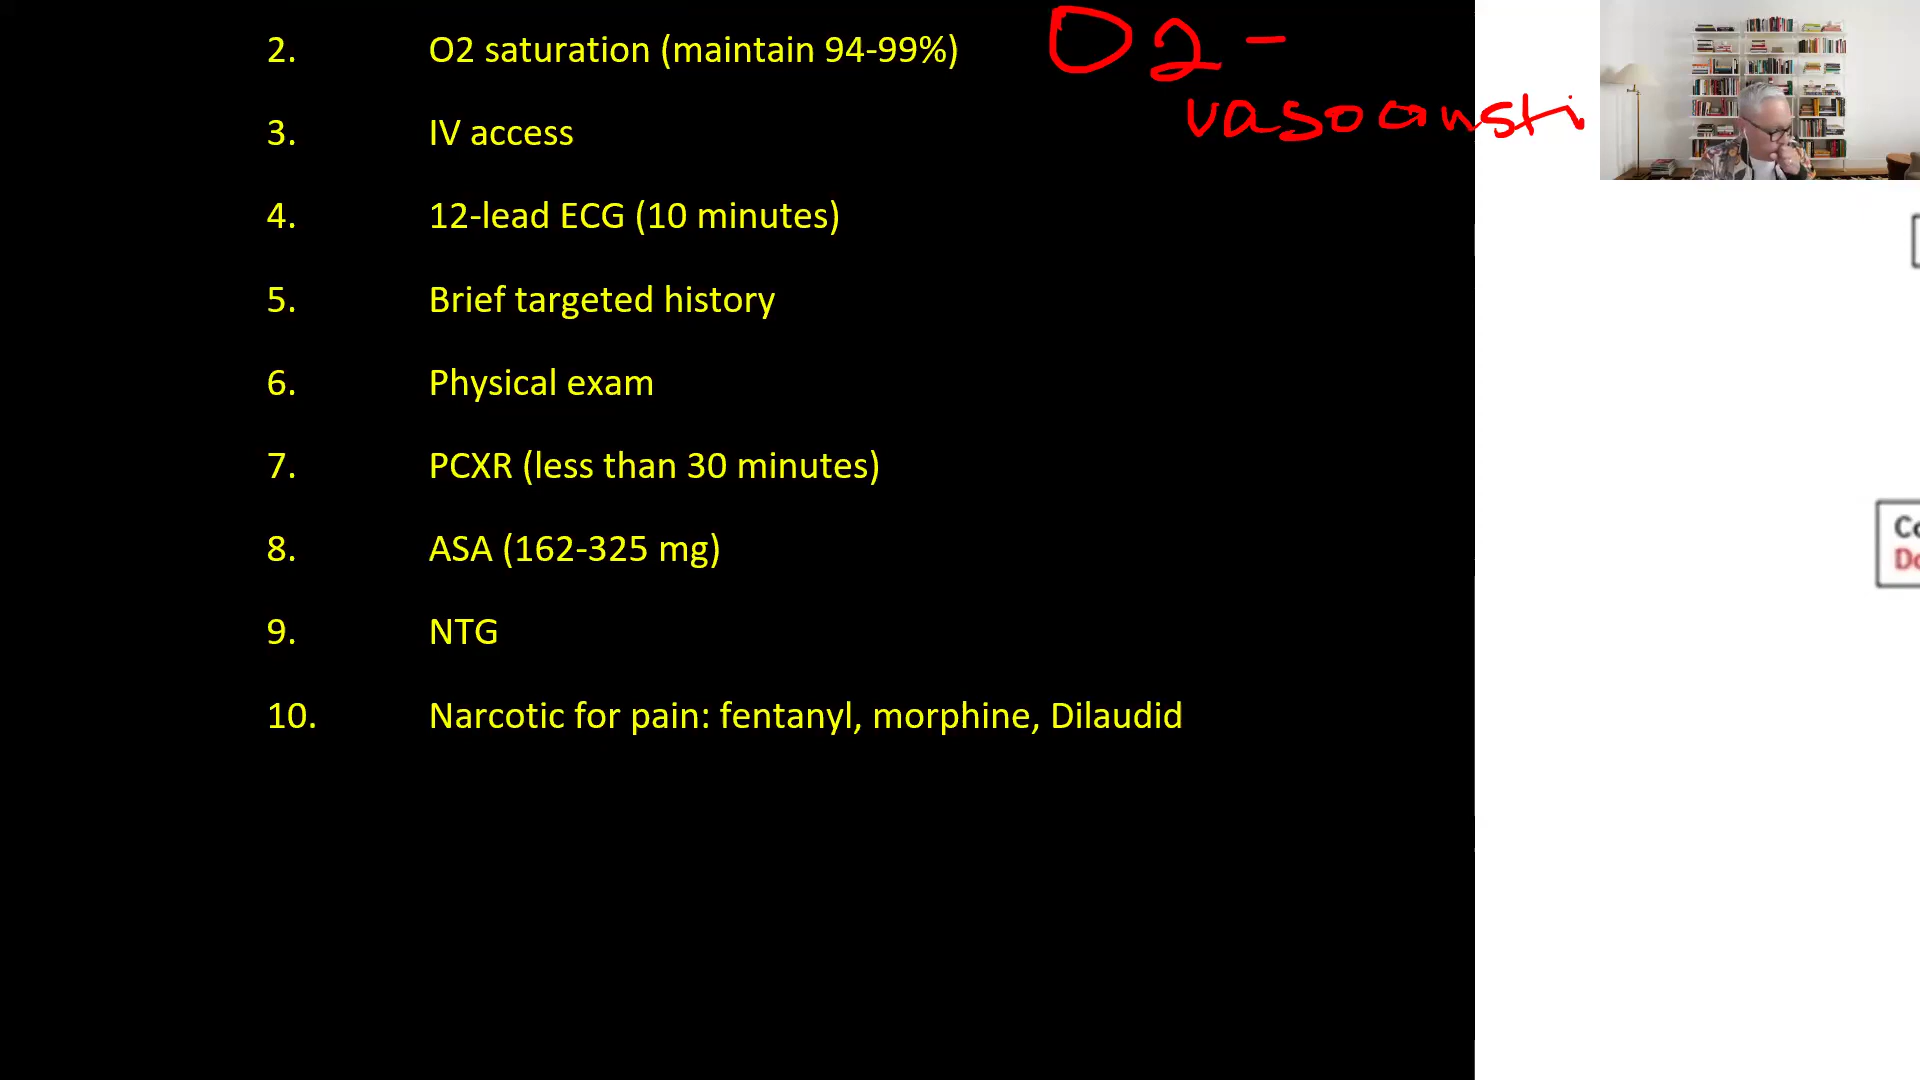 2. O2 saturation (maintain 94-99%)
O2 -
vasoconsti
3. IV access
4. 12-lead ECG (10 minutes)
5. Brief targeted history
6. Physical exam
7. PCXR (less than 30 minutes)
8. ASA (162-325 mg)
Co
Do
9. NTG
10. Narcotic for pain: fentanyl, morphine, Dilaudid